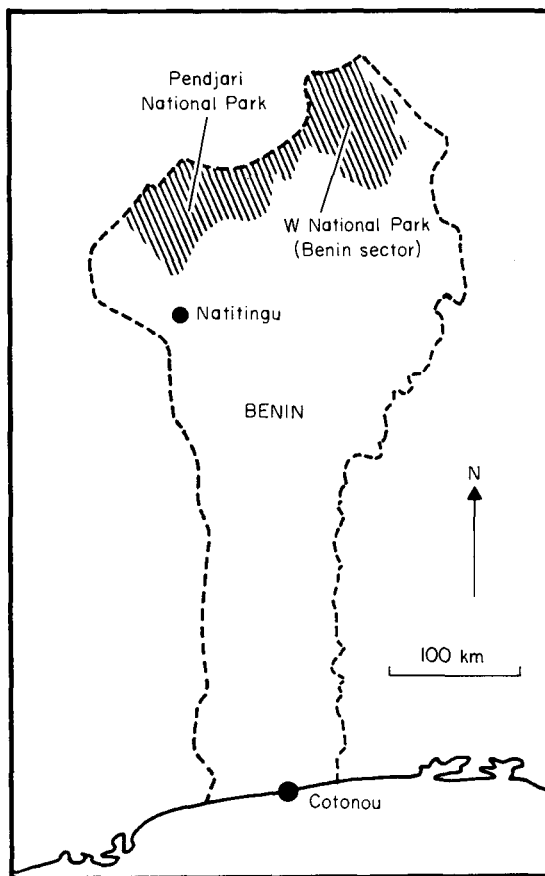 Pendjari
National Park
W National Park
(Benin sector)
Natitingu
BENIN
N
100 km
Cotonou